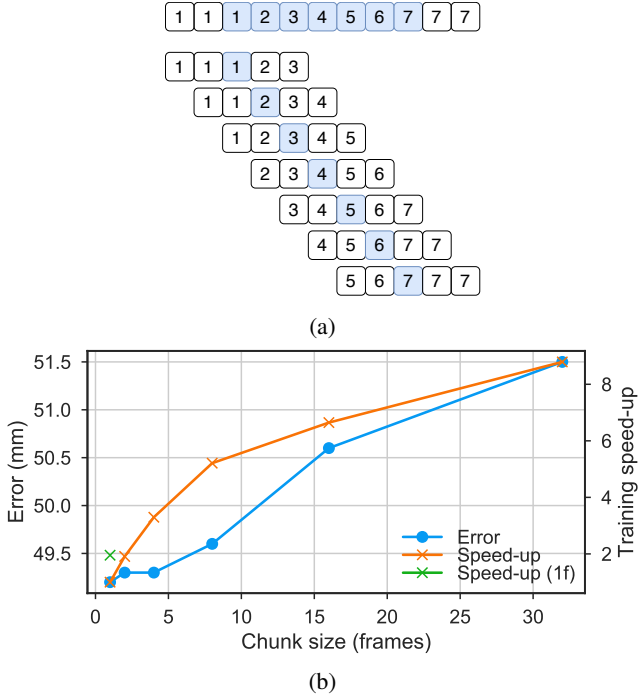 1 1 1 2 3 4 5 6 7 7 7
1 1 1 2 3
1 1 2 3 4
1 2 3 4 5
2 3 4 5 6
3 4 5 6 7
4 5 6 7 7
5 6 7 7 7
(a)
51.5
51.0
50.5
50.0
49.5
Error (mm)
8
6
4
2
Training speed-up
Error
Speed-up
Speed-up (1f)
0 5 10 15 20 25 30
Chunk size (frames)
(b)